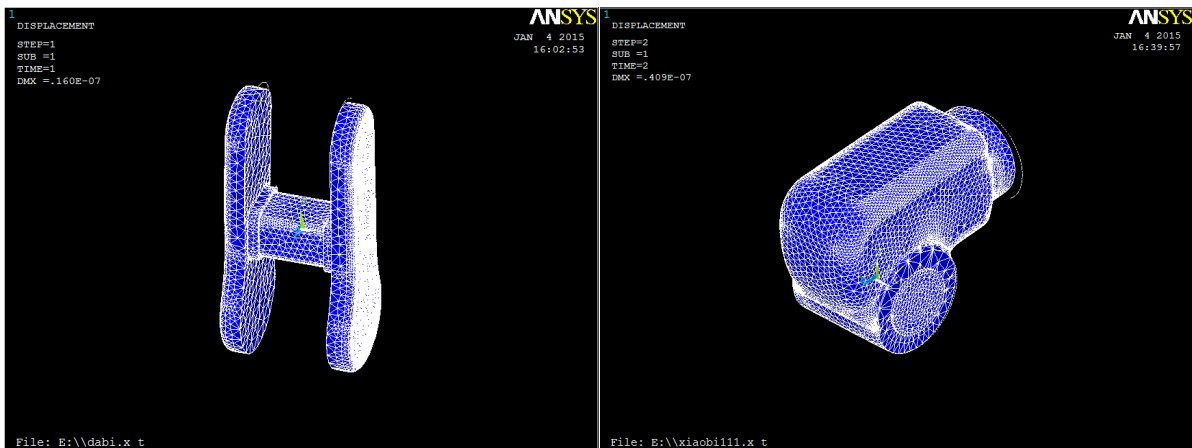 1
ANSYS
DISPLACEMENT
JAN 4 2015
16:02:53
STEP=1
SUB =1
TIME=1
DMX =.160E-07
File: E:\\dabi.x t
1
ANSYS
DISPLACEMENT
JAN 4 2015
16:39:57
STEP=2
SUB =1
TIME=2
DMX =.409E-07
File: E:\\xiaobi111.x t